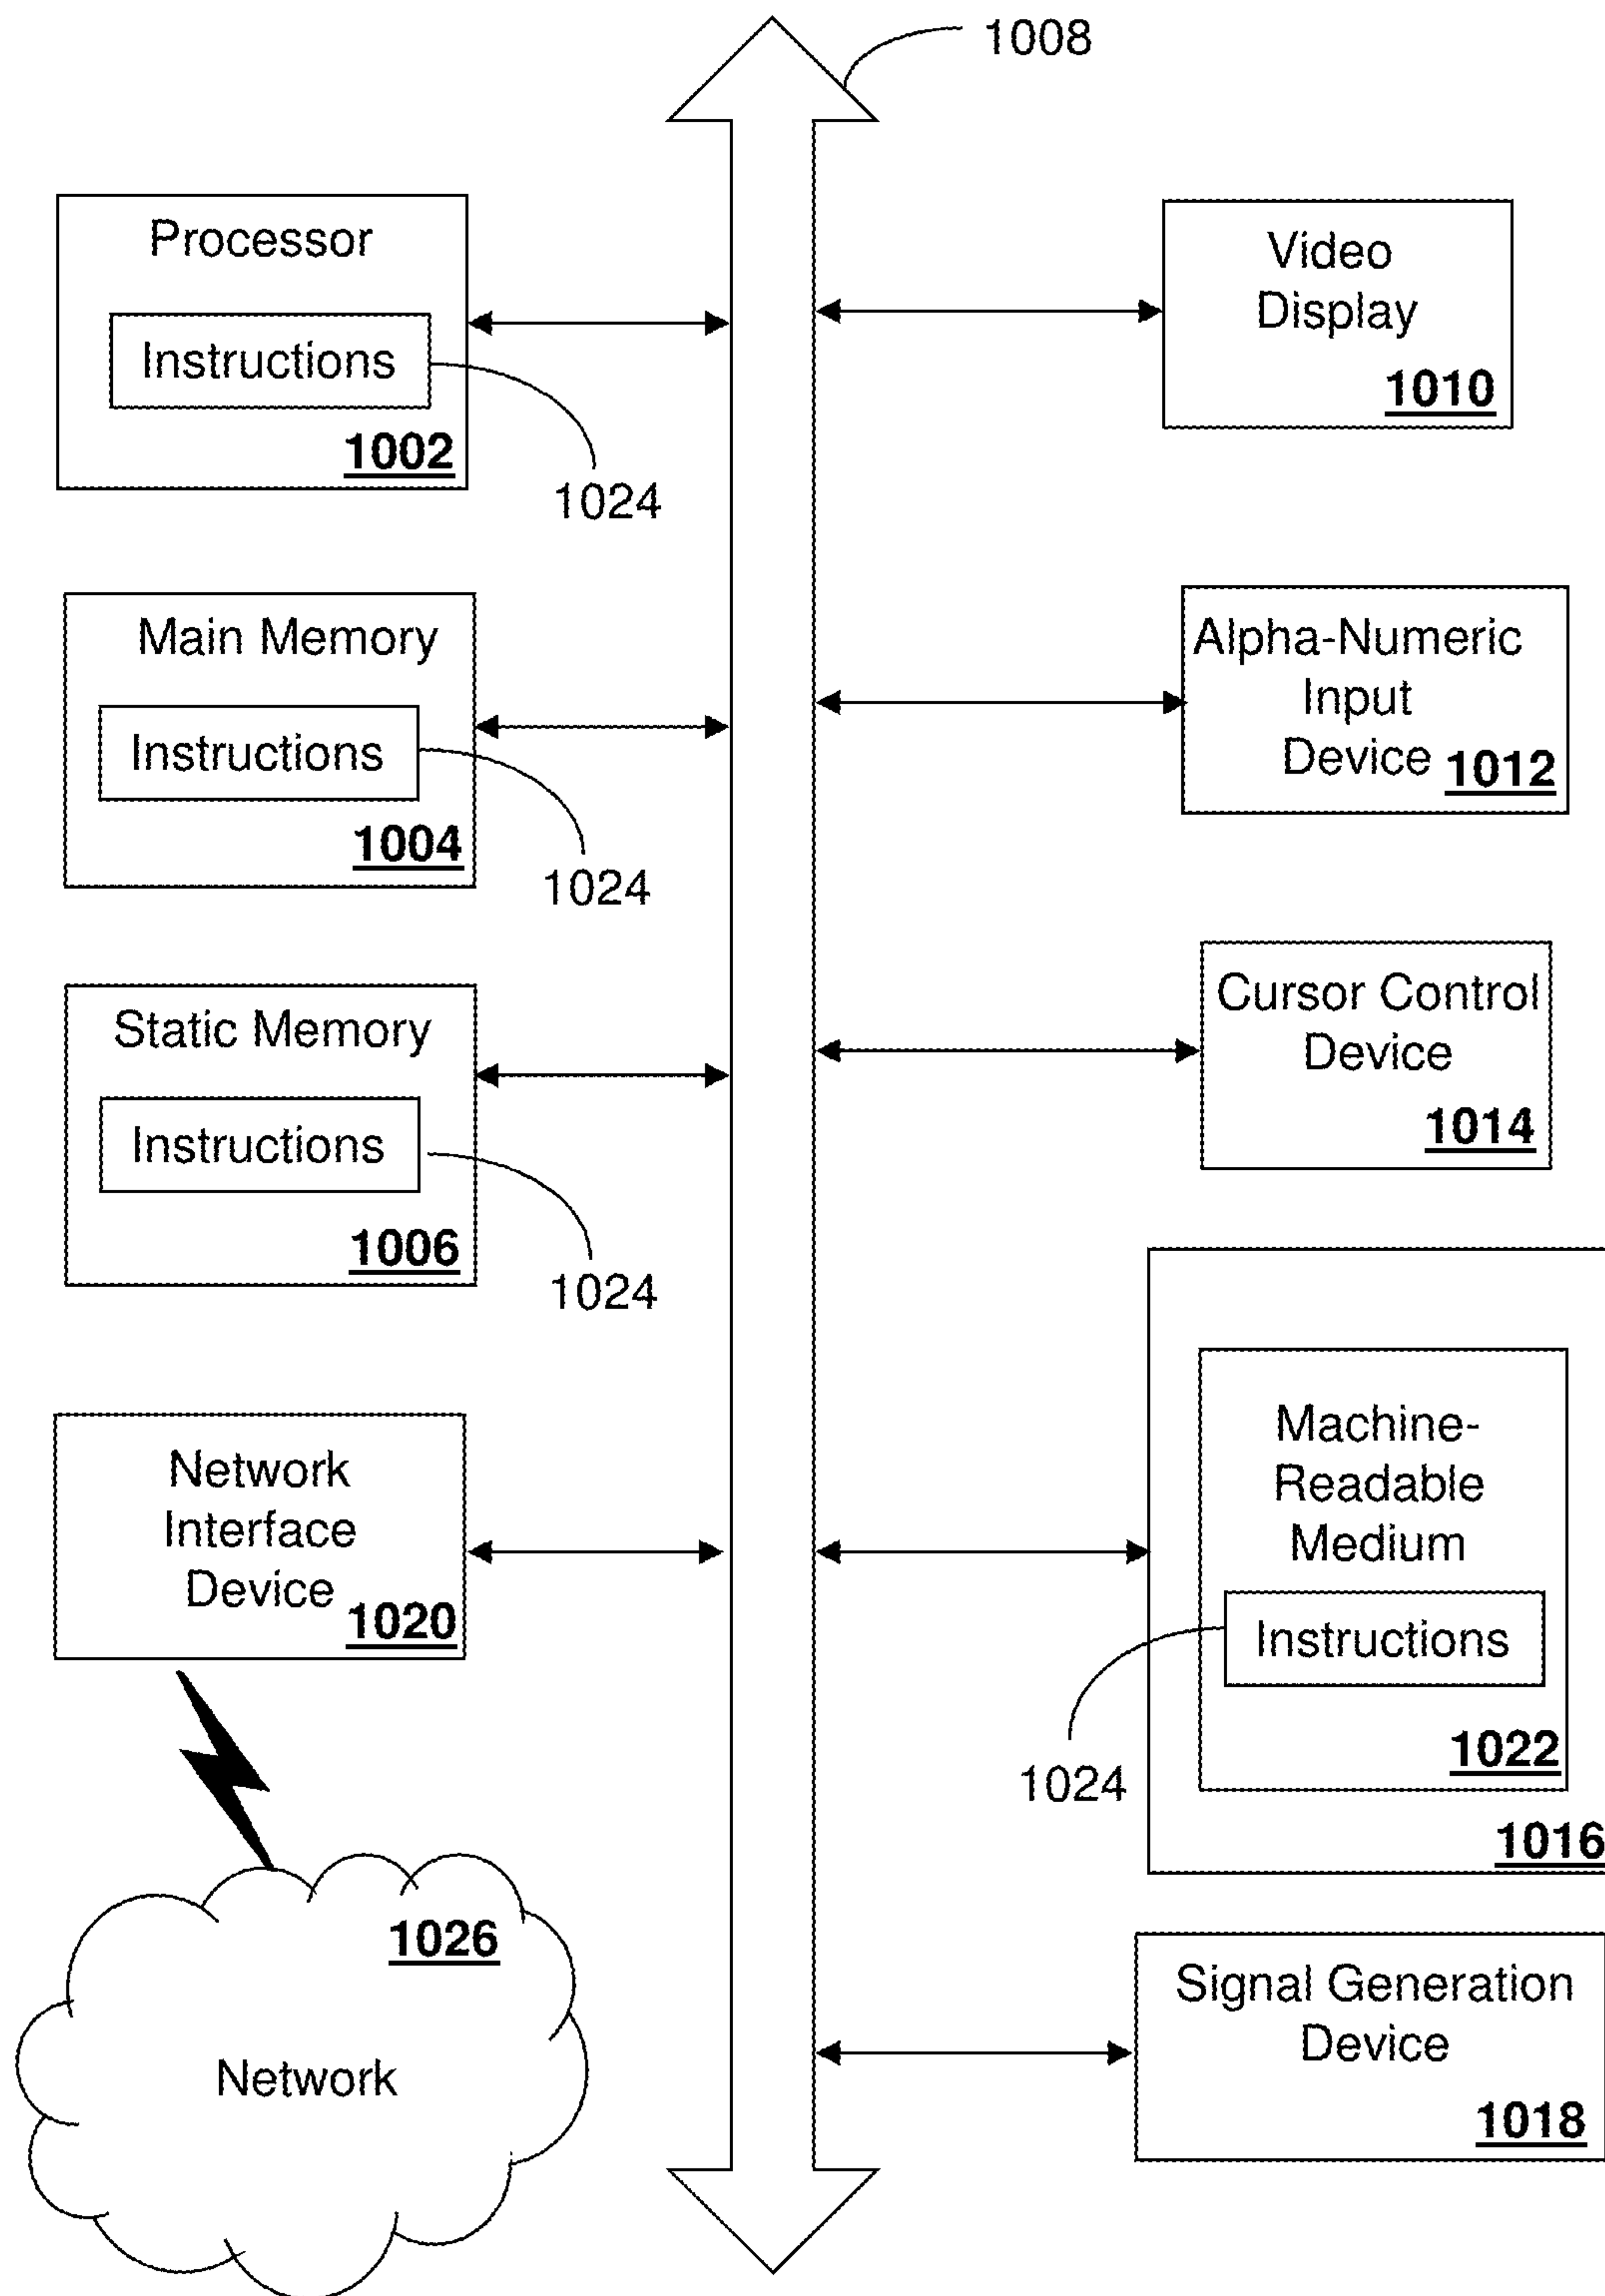 1008
Processor
Instructions
1002
1024
Main Memory
Instructions
1004
1024
Static Memory
Instructions
1006
1024
Network
Interface
Device
1020
1026
Network
Video
Display
1010
Alpha-Numeric
Input
Device 1012
Cursor Control
Device
1014
Machine-
Readable
Medium
Instructions
1022
1024
1016
Signal Generation
Device
1018